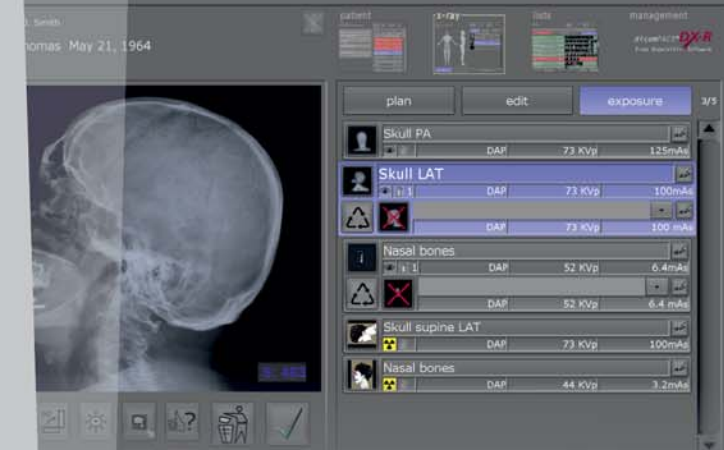 Smith
homas May 21, 1964
patient
x-ray
lists
management
dicomPACS®DX-R
plan
edit
exposure
3/5
Skull PA
DAP 73 KVp 125mAs
Skull LAT
1 DAP 73 KVp 100mAs
DAP 73 KVp 100 mAs
Nasal bones
1 DAP 52 KVp 6.4mAs
DAP 52 KVp 6.4 mAs
Skull supine LAT
DAP 73 KVp 100mAs
Nasal bones
DAP 44 KVp 3.2mAs
?